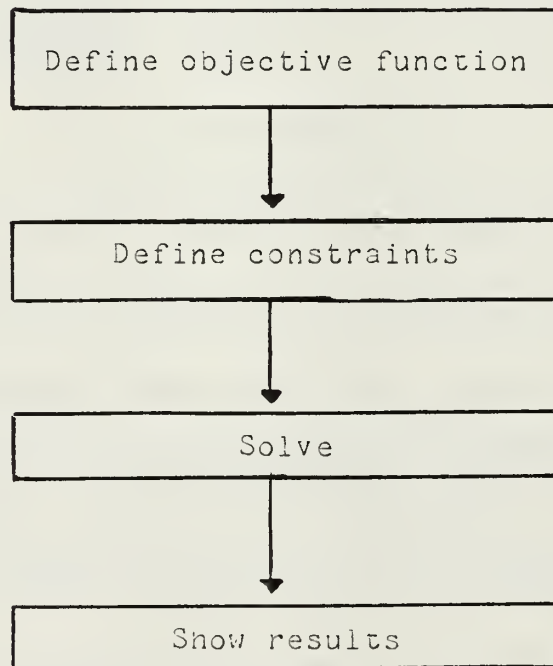 Define objective function
Define constraints
Solve
Show results